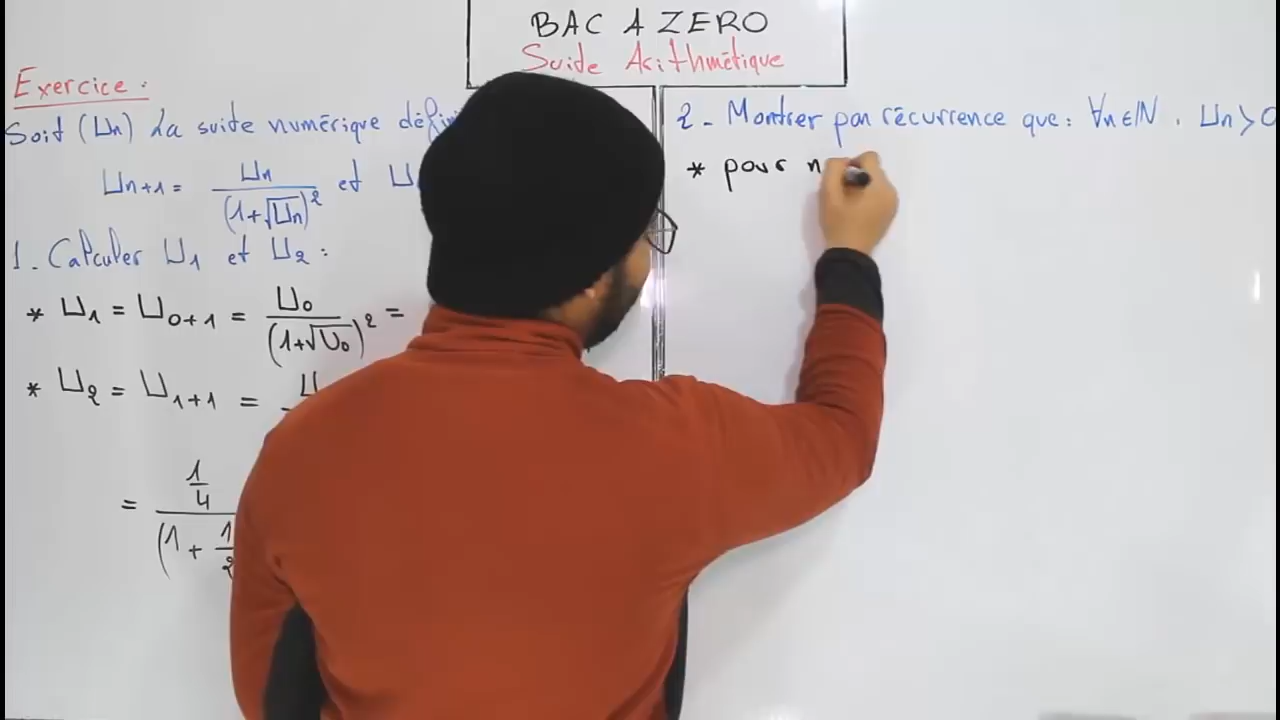 BAC A ZERO
Suite Arithmétique
Exercice :
Soit (Un) La suite numérique
Un+1 = Un / (1+√Un)² et
1. Calculer U1 et U2 :
* U1 = U0+1 = U0 / (1+√U0)² =
* U2 = U1+1 =
= 1/4 / (1 + 1/2
2 - Montrer par récurrence que : ∀n∈ℕ . Un > 0
* pour n